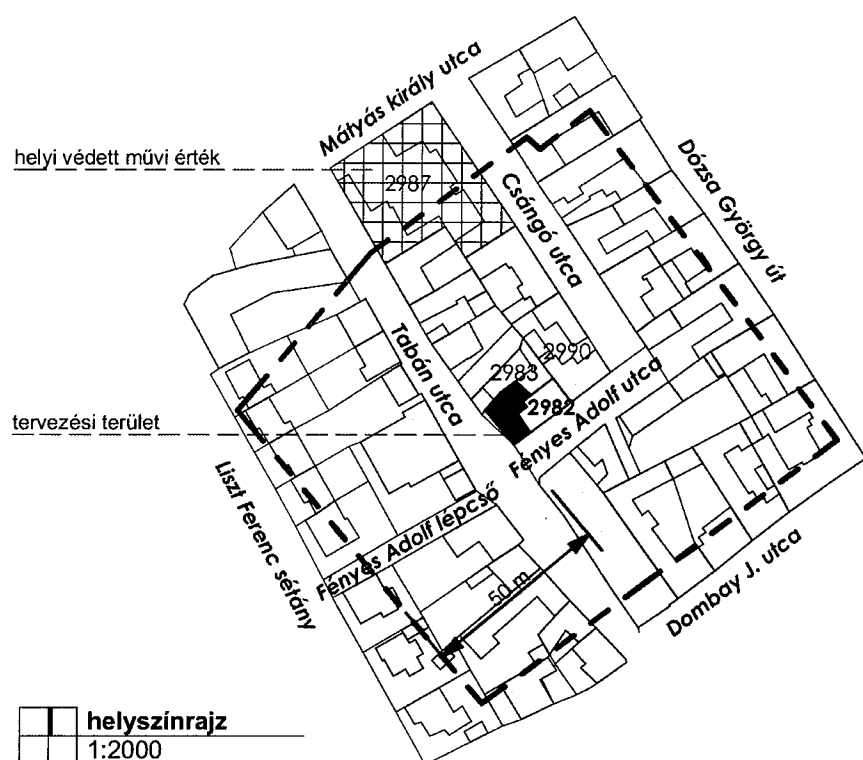 Mátyás király utca
helyi védett művi érték
2987
Csángó utca
Dózsa György út
Tabán utca
2990
2983
2982
tervezési terület
Fényes Adolf utca
Liszt Ferenc sétány
Fényes Adolf lépcső
50 m
Dombay J. utca
helyszínrajz
1:2000